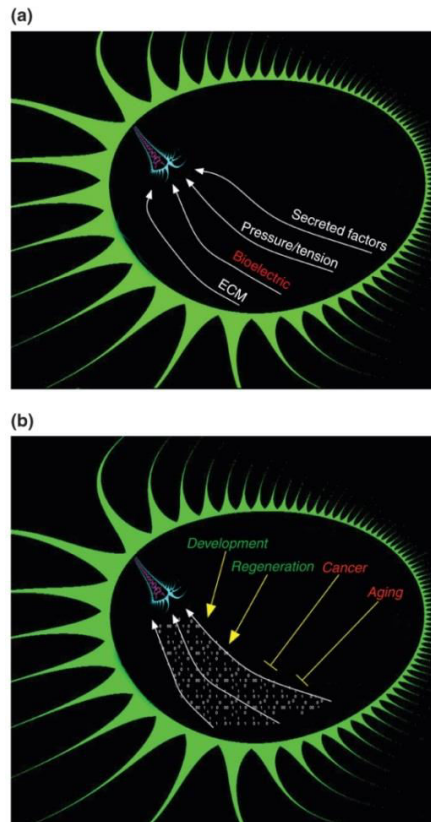 (a)
Secreted factors
Pressure/tension
Bioelectric
ECM
(b)
Development
Regeneration
Cancer
Aging